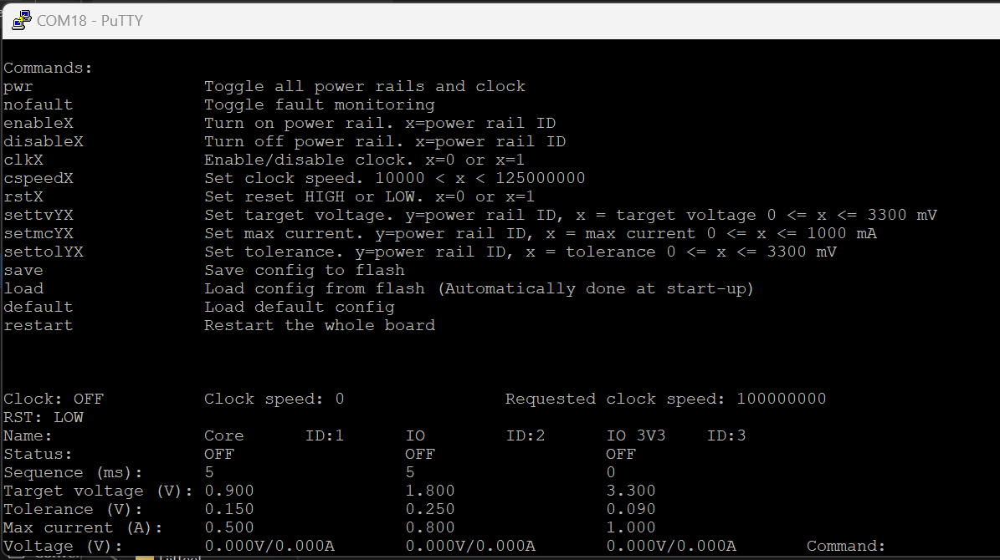 COM18 - PuTTY
Commands:
pwr Toggle all power rails and clock
nofault Toggle fault monitoring
enableX Turn on power rail. x=power rail ID
disableX Turn off power rail. x=power rail ID
clkX Enable/disable clock. x=0 or x=1
cspeedX Set clock speed. 10000 < x < 125000000
rstX Set reset HIGH or LOW. x=0 or x=1
settvYX Set target voltage. y=power rail ID, x = target voltage 0 <= x <= 3300 mV
setmcYX Set max current. y=power rail ID, x = max current 0 <= x <= 1000 mA
settolYX Set tolerance. y=power rail ID, x = tolerance 0 <= x <= 3300 mV
save Save config to flash
load Load config from flash (Automatically done at start-up)
default Load default config
restart Restart the whole board
Clock: OFF Clock speed: 0 Requested clock speed: 100000000
RST: LOW
Name: Core ID:1 IO ID:2 IO 3V3 ID:3
Status: OFF OFF OFF
Sequence (ms): 5 5 0
Target voltage (V): 0.900 1.800 3.300
Tolerance (V): 0.150 0.250 0.090
Max current (A): 0.500 0.800 1.000
Voltage (V): 0.000V/0.000A 0.000V/0.000A 0.000V/0.000A Command: